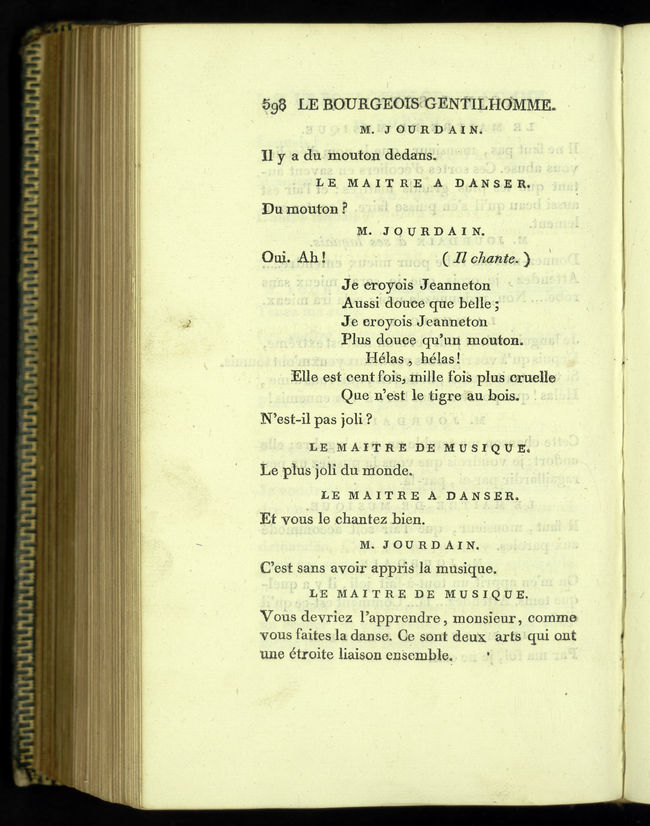 598 LE BOURGEOIS GENTILHOMME.
M. JOURDAIN.
Il y a du mouton dedans.
LE MAITRE A DANSER.
Du mouton ?
M. JOURDAIN.
Oui. Ah ! ( Il chante. )
Je croyois Jeanneton
Aussi douce que belle ;
Je croyois Jeanneton
Plus douce qu'un mouton.
Hélas , hélas !
Elle est cent fois, mille fois plus cruelle
Que n'est le tigre au bois.
N'est-il pas joli ?
LE MAITRE DE MUSIQUE.
Le plus joli du monde.
LE MAITRE A DANSER.
Et vous le chantez bien.
M. JOURDAIN.
C'est sans avoir appris la musique.
LE MAITRE DE MUSIQUE.
Vous devriez l'apprendre , monsieur, comme
vous faites la danse. Ce sont deux arts qui ont
une étroite liaison ensemble.